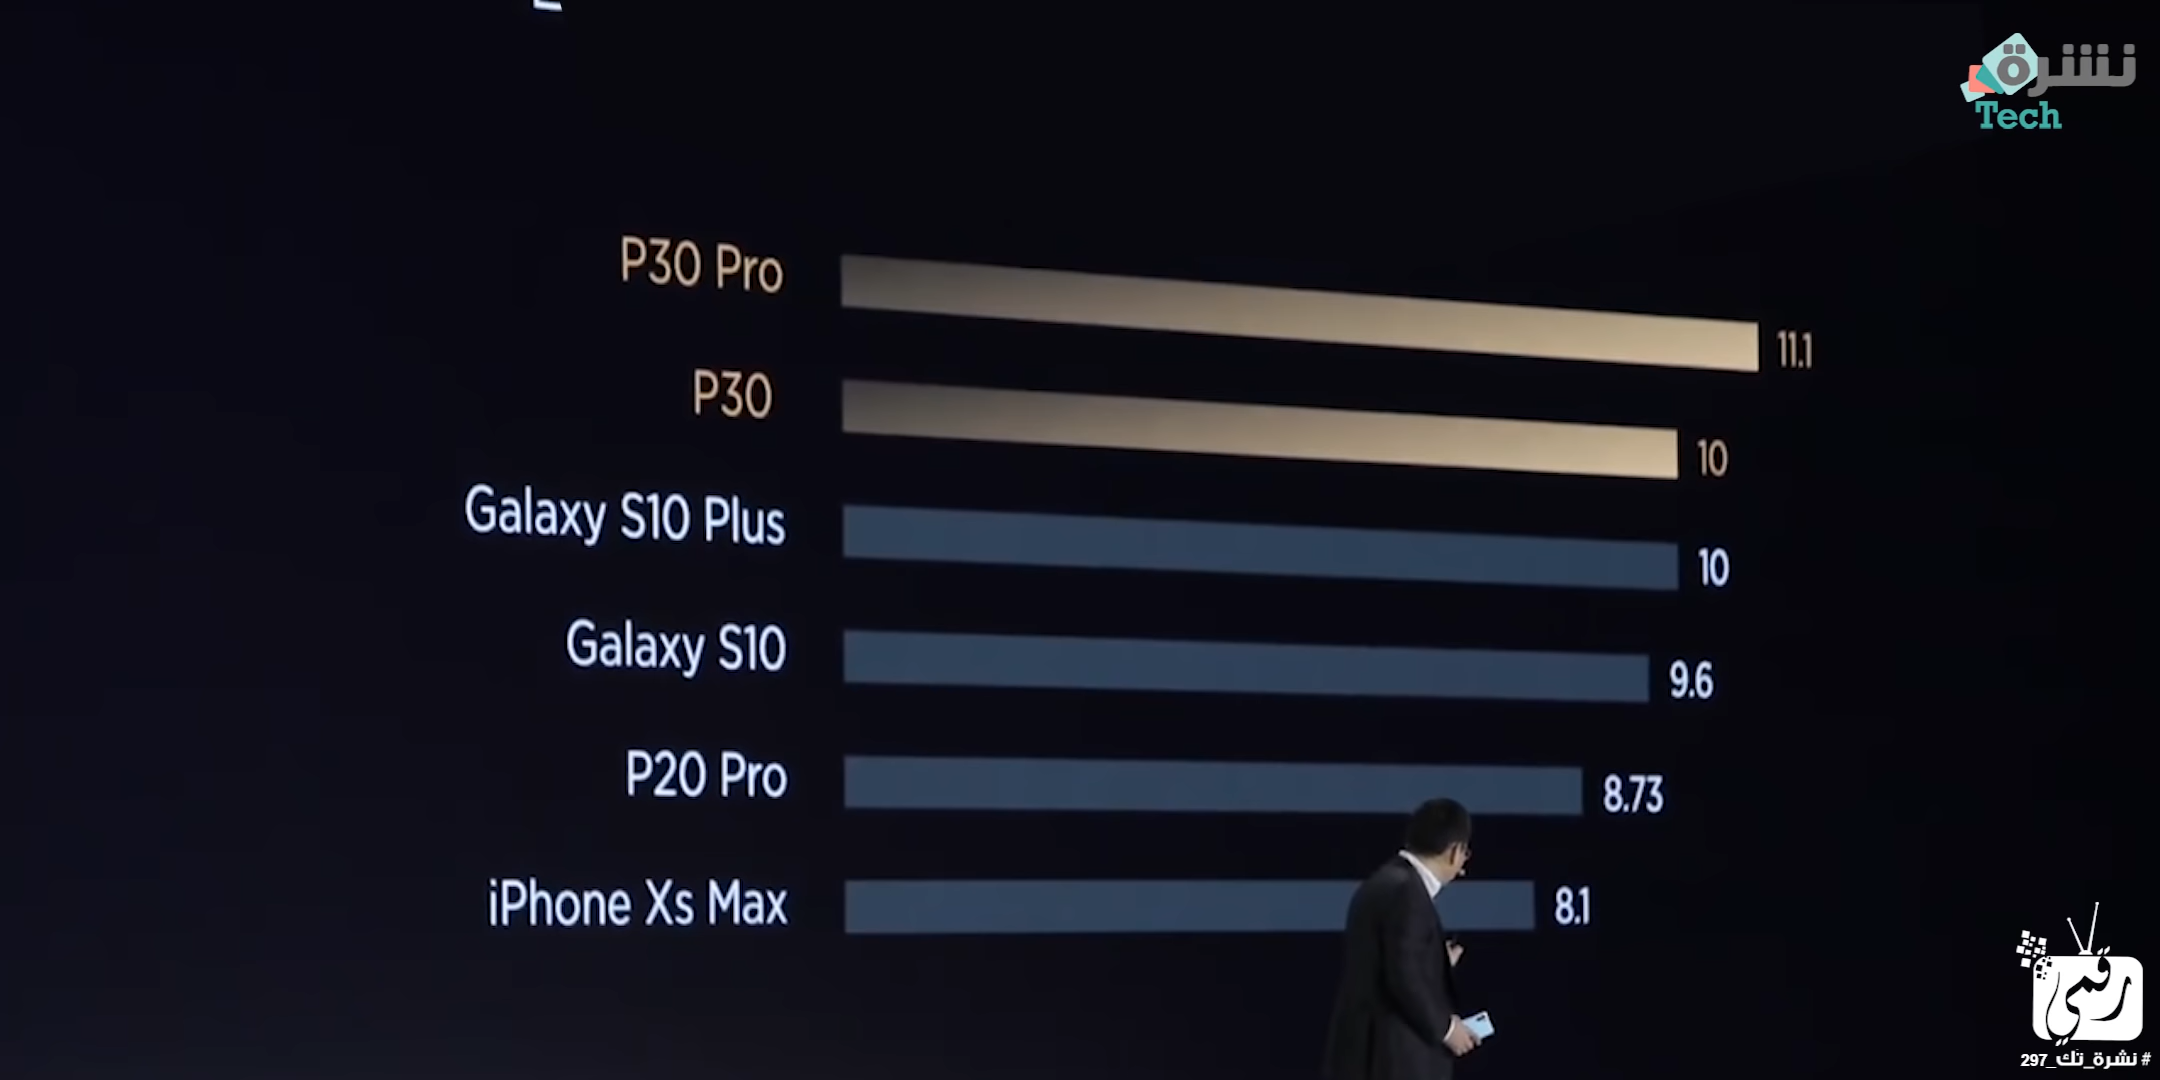 نشرة
Tech
P30 Pro
11.1
P30
10
Galaxy S10 Plus
10
Galaxy S10
9.6
P20 Pro
8.73
iPhone Xs Max
8.1
رقمي
# نشرة_تك_297